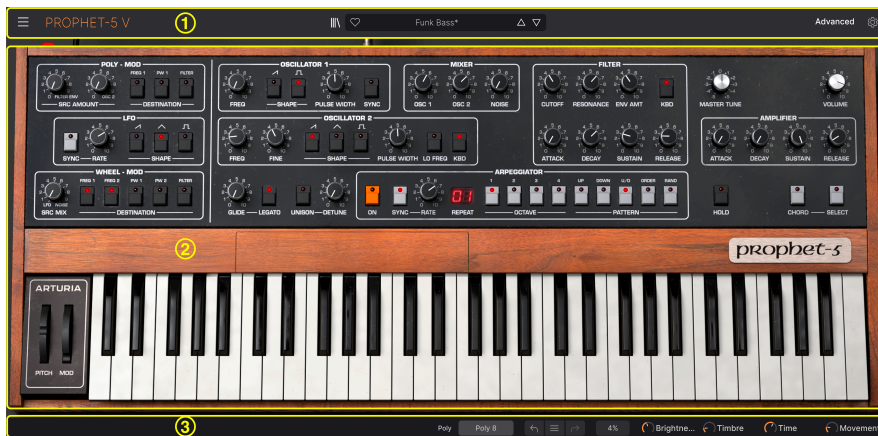 PROPHET-5 V
①
Funk Bass*
Advanced
POLY - MOD
FILTER ENV
OSC 2
SRC AMOUNT
FREQ 1 PW 1 FILTER
DESTINATION
OSCILLATOR 1
FREQ SHAPE PULSE WIDTH SYNC
MIXER
OSC 1 OSC 2 NOISE
FILTER
CUTOFF RESONANCE ENV AMT KBD
MASTER TUNE
VOLUME
LFO
SYNC RATE SHAPE
OSCILLATOR 2
FREQ FINE SHAPE PULSE WIDTH LO FREQ KBD
ATTACK DECAY SUSTAIN RELEASE
AMPLIFIER
ATTACK DECAY SUSTAIN RELEASE
WHEEL - MOD
LFO NOISE
SRC MIX
FREQ 1 FREQ 2 PW 1 PW 2 FILTER
DESTINATION
GLIDE LEGATO UNISON DETUNE
ARPEGGIATOR
1 2 3 4 UP DOWN U/D ORDER RAND
01
ON SYNC RATE REPEAT OCTAVE PATTERN
HOLD
CHORD SELECT
②
prophet-5
ARTURIA
PITCH MOD
③
Poly
Poly 8
4%
Brightne...
Timbre
Time
Movement